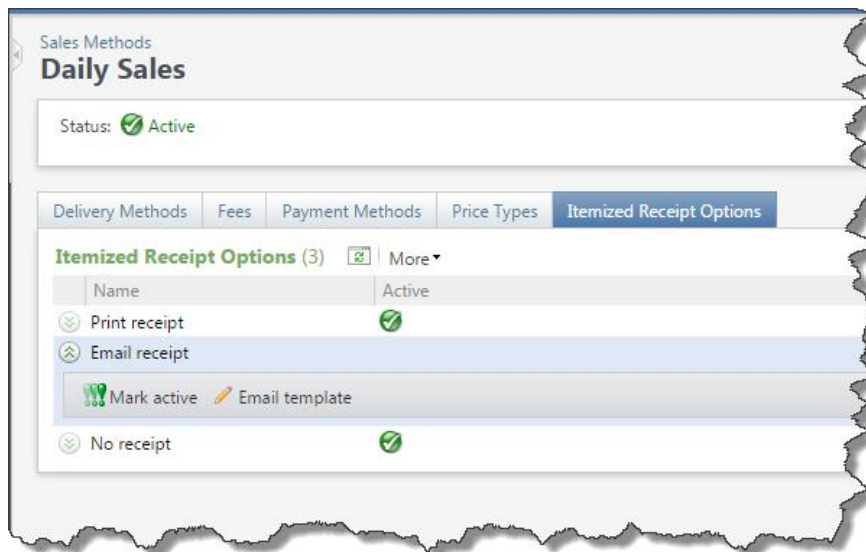 Sales Methods
Daily Sales
Status: Active
Delivery Methods Fees Payment Methods Price Types Itemized Receipt Options
Itemized Receipt Options (3) More
Name Active
Print receipt
Email receipt
Mark active Email template
No receipt